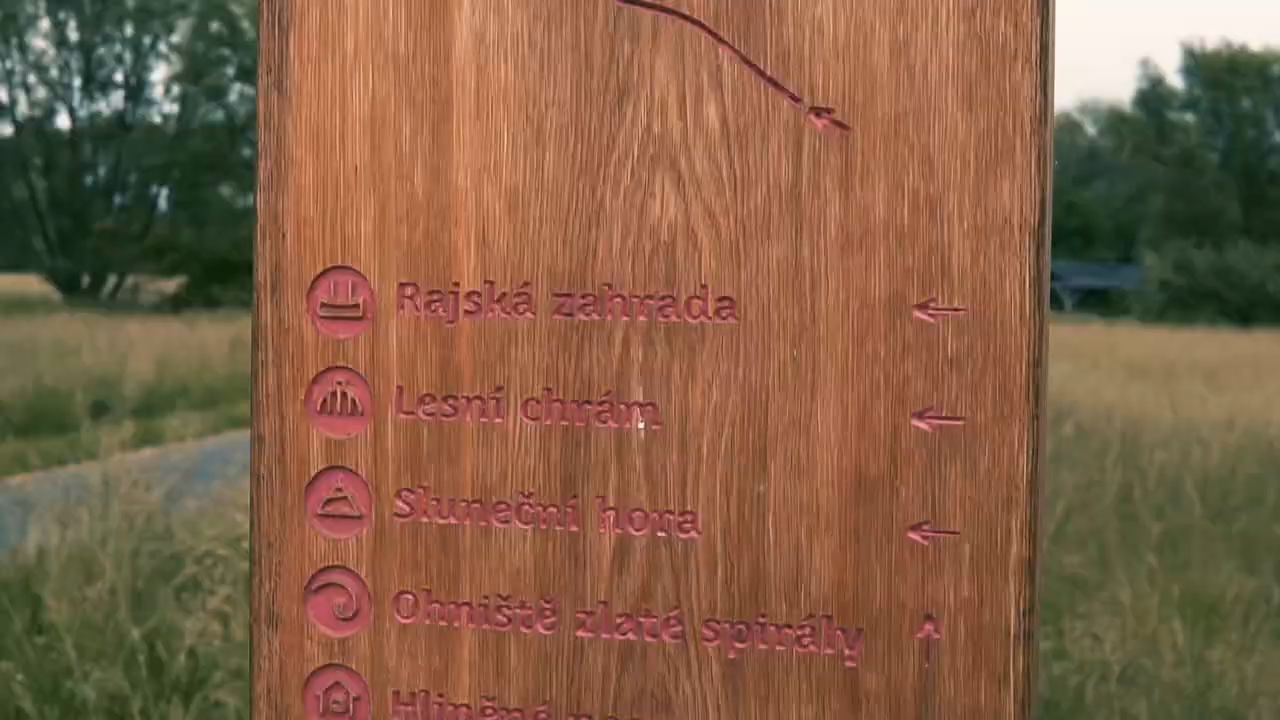 Rajská zahrada
Lesní chrám
Sluneční hora
Ohniště zlaté spirály